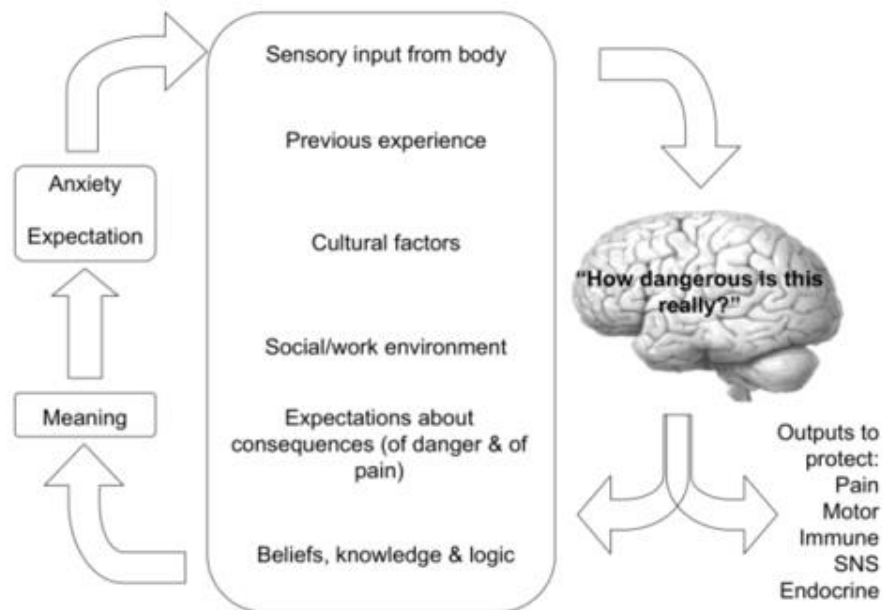 Sensory input from body
Previous experience
Cultural factors
Social/work environment
Expectations about
consequences (of danger & of
pain)
Beliefs, knowledge & logic
Meaning
Anxiety
Expectation
"How dangerous is this
really?"
Outputs to
protect:
Pain
Motor
Immune
SNS
Endocrine